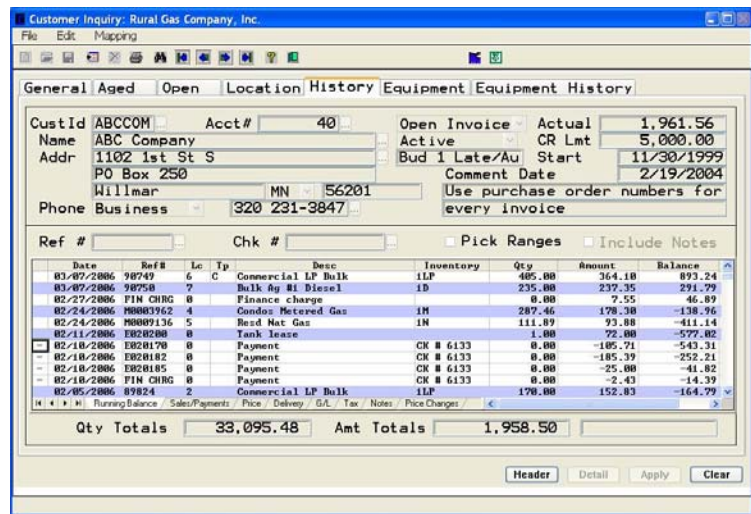 Customer Inquiry: Rural Gas Company, Inc.
File Edit Mapping
General Aged Open Location History Equipment Equipment History
CustId ABCCOM Acct# 40 Open Invoice Actual 1,961.56
Name ABC Company Active CR Lmt 5,000.00
Addr 1102 1st St S Bud 1 Late/Au Start 11/30/1999
PO Box 250 Comment Date 2/19/2004
Willmar MN 56201 Use purchase order numbers for
Phone Business 320 231-3847 every invoice
Ref # Chk # Pick Ranges Include Notes
Date Ref# Lc Tp Desc Inventory Qty Amount Balance
03/07/2006 90749 6 C Commercial LP Bulk 1LP 405.00 364.10 893.24
03/07/2006 90750 7 Bulk Ag #1 Diesel 1D 235.00 237.35 291.79
02/27/2006 FIN CHRG 0 Finance charge 0.00 7.55 46.89
02/24/2006 M0003962 4 Condos Metered Gas 1M 287.46 178.30 -138.96
02/24/2006 M0009136 5 Resd Nat Gas 1N 111.89 93.88 -411.14
02/11/2006 E020200 0 Tank lease 1.00 72.00 -577.02
02/10/2006 E020170 0 Payment CK # 6133 0.00 -105.71 -543.31
02/10/2006 E020182 0 Payment CK # 6133 0.00 -185.39 -252.21
02/10/2006 E020185 0 Payment CK # 6133 0.00 -25.00 -41.82
02/10/2006 FIN CHRG 0 Payment CK # 6133 0.00 -2.43 -14.39
02/05/2006 89824 2 Commercial LP Bulk 1LP 170.00 152.83 -164.79
Running Balance Sales/Payments Price Delivery G/L Tax Notes Price Changes
Qty Totals 33,095.48 Amt Totals 1,958.50
Header Detail Apply Clear